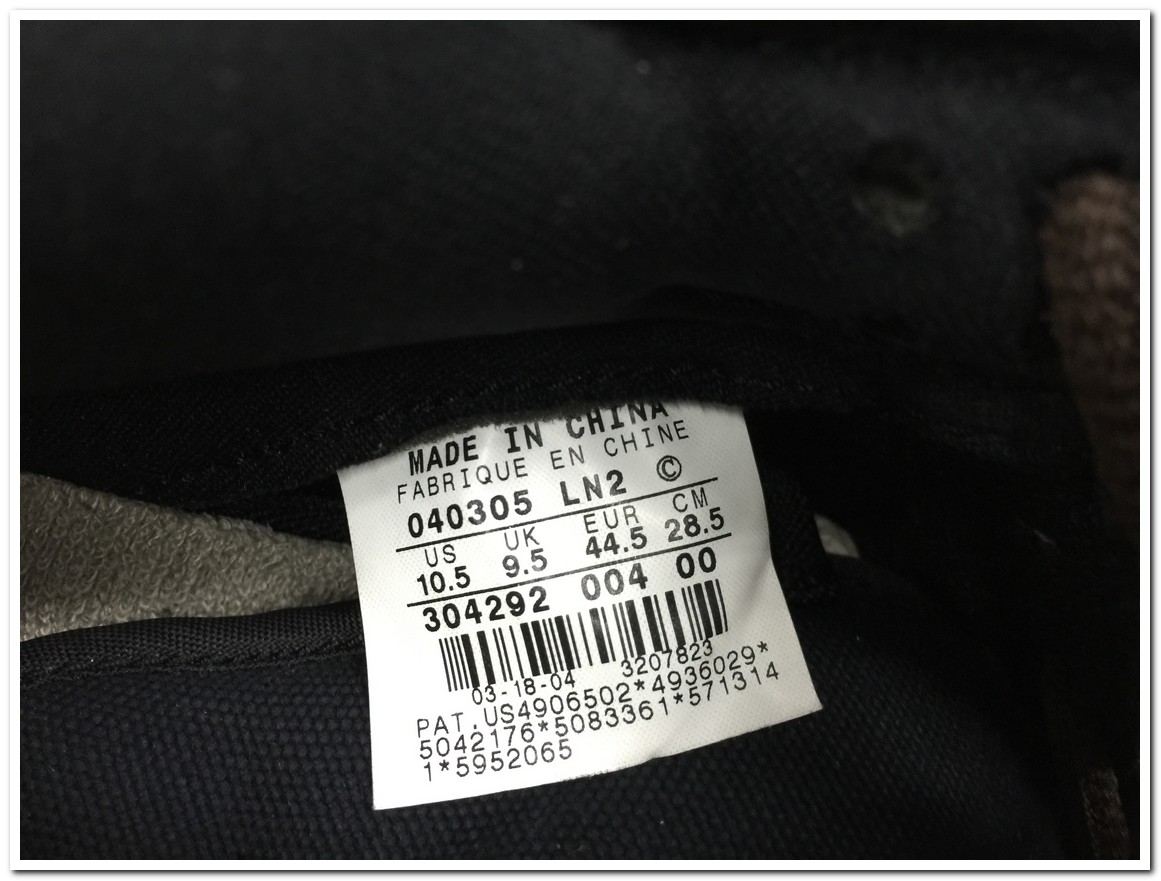 MADE IN CHINA
FABRIQUE EN CHINE
040305 LN2 ©
US UK EUR CM
10.5 9.5 44.5 28.5
304292 004 00
03-18-04 3207823
PAT.US4906502*4936029*
5042176*5083361*571314
1*5952065